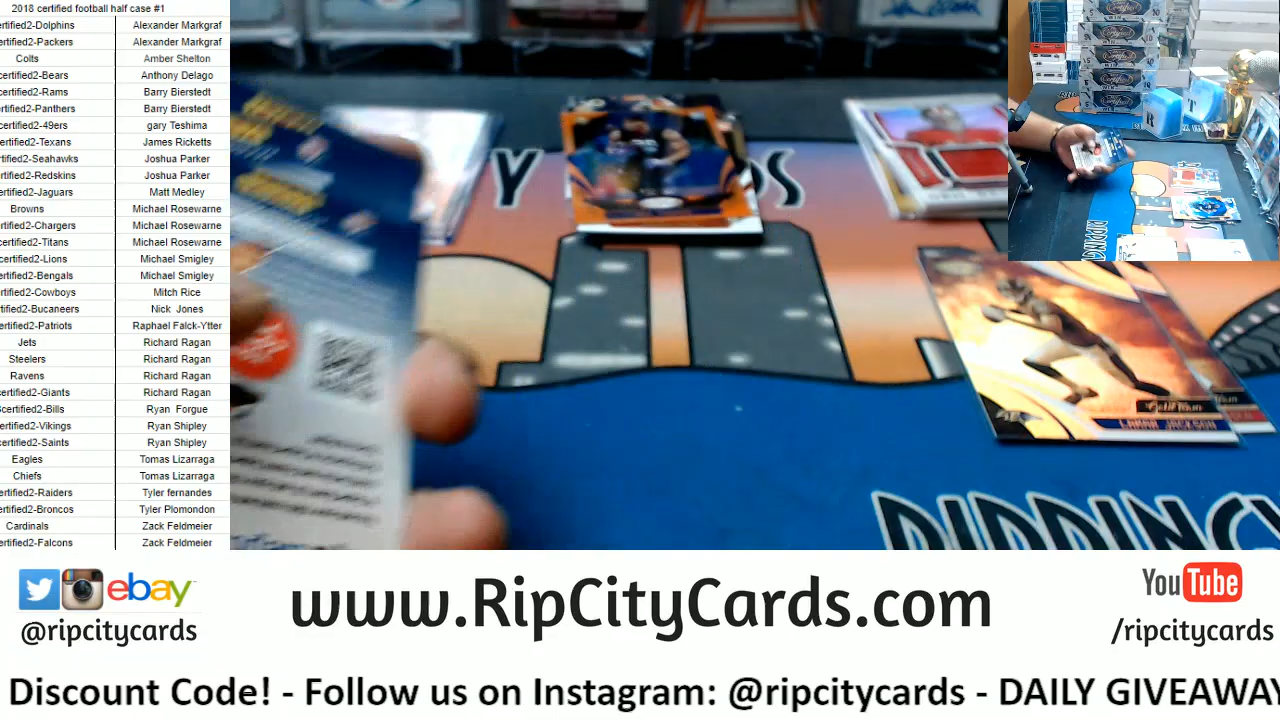 2018 certified football half case #1
ertified2-Dolphins Alexander Markgraf
ertified2-Packers Alexander Markgraf
Colts Amber Shelton
certified2-Bears Anthony Delago
certified2-Rams Barry Bierstedt
rtified2-Panthers Barry Bierstedt
certified2-49ers gary Teshima
certified2-Texans James Ricketts
rtified2-Seahawks Joshua Parker
rtified2-Redskins Joshua Parker
ertified2-Jaguars Matt Medley
Browns Michael Rosewarne
ertified2-Chargers Michael Rosewarne
certified2-Titans Michael Rosewarne
certified2-Lions Michael Smigley
ertified2-Bengals Michael Smigley
rtified2-Cowboys Mitch Rice
tified2-Bucaneers Nick Jones
ertified2-Patriots Raphael Falck-Ytter
Jets Richard Ragan
Steelers Richard Ragan
Ravens Richard Ragan
certified2-Giants Richard Ragan
certified2-Bills Ryan Forgue
ertified2-Vikings Ryan Shipley
certified2-Saints Ryan Shipley
Eagles Tomas Lizarraga
Chiefs Tomas Lizarraga
ertified2-Raiders Tyler fernandes
rtified2-Broncos Tyler Plomondon
Cardinals Zack Feldmeier
ertified2-Falcons Zack Feldmeier
Gold Team
LAMAR JACKSON
ebay
@ripcitycards
www.RipCityCards.com
YouTube
/ripcitycards
Discount Code! - Follow us on Instagram: @ripcitycards - DAILY GIVEAWAY